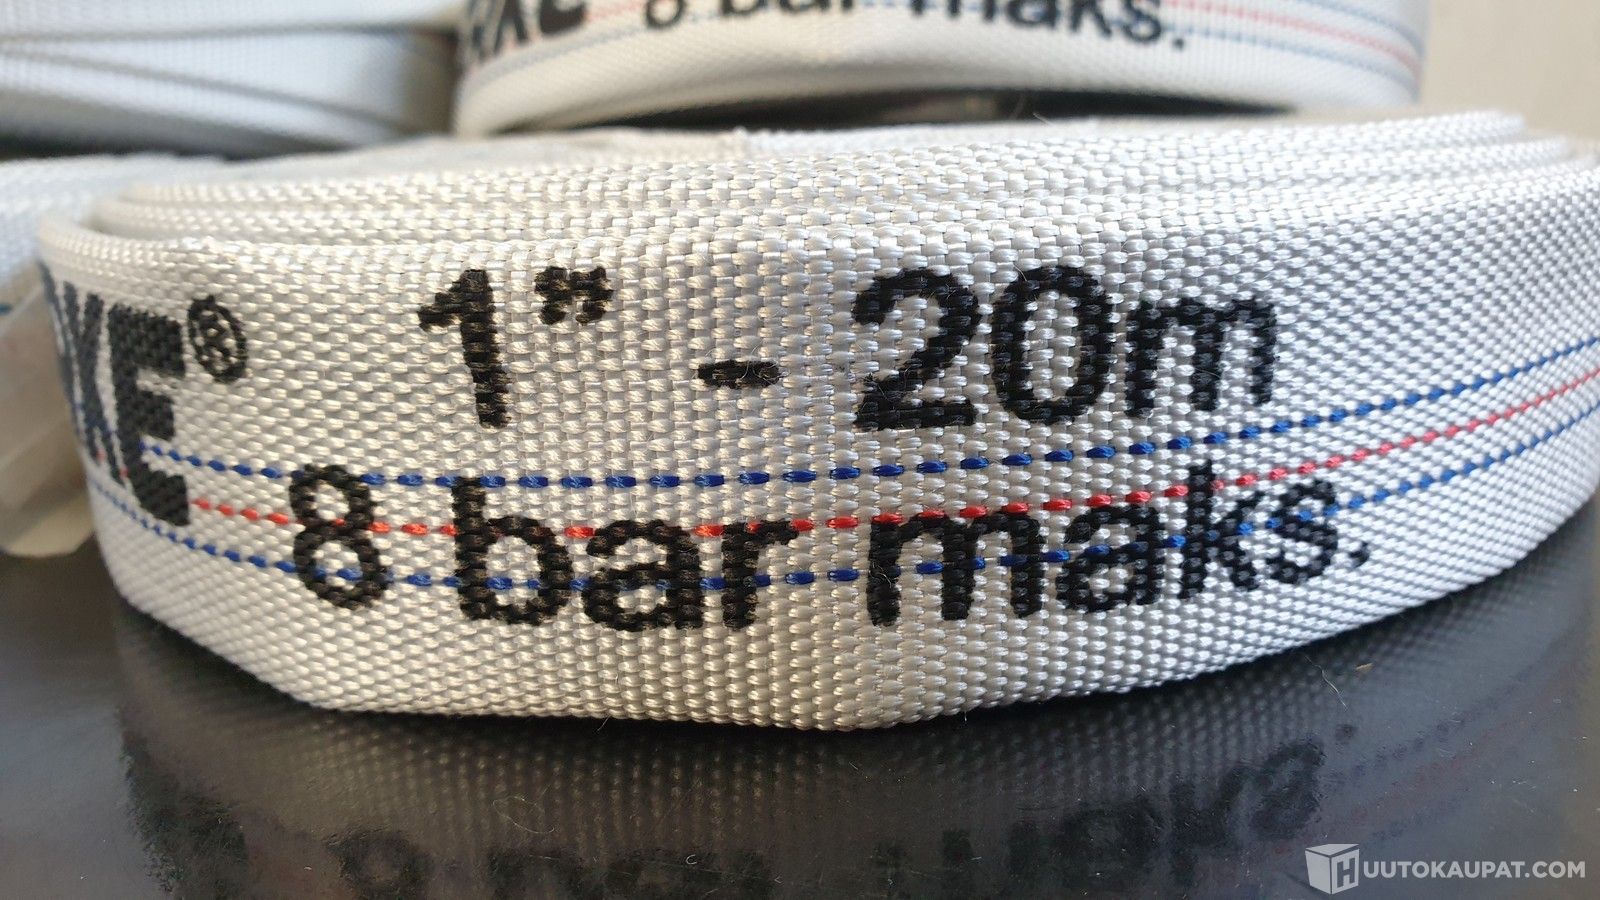 8 bar maks.
1” - 20m
8 bar maks.
HUUTOKAUPAT.COM